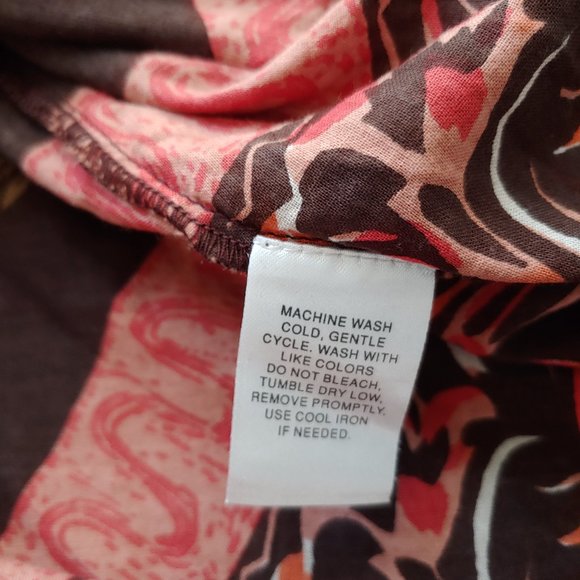 MACHINE WASH
COLD, GENTLE
CYCLE. WASH WITH
LIKE COLORS
DO NOT BLEACH,
TUMBLE DRY LOW,
REMOVE PROMPTLY.
USE COOL IRON
IF NEEDED.